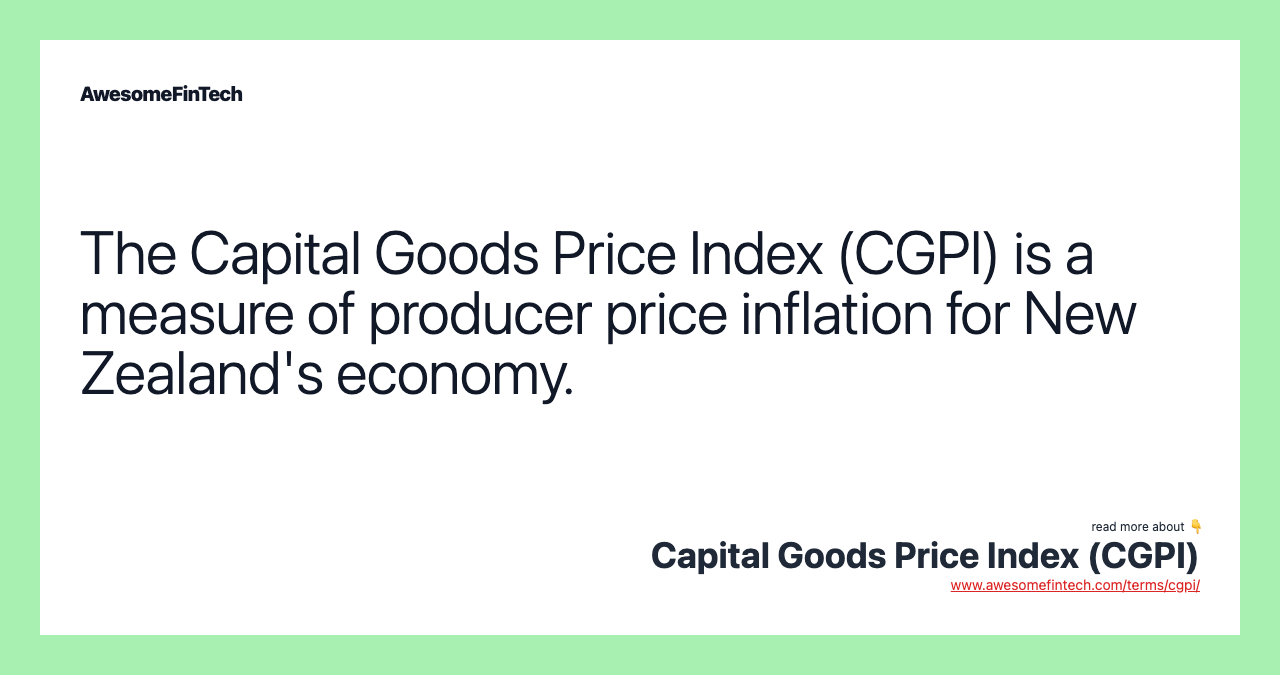 AwesomeFinTech
The Capital Goods Price Index (CGPI) is a
measure of producer price inflation for New
Zealand's economy.
read more about 👇
Capital Goods Price Index (CGPI)
www.awesomefintech.com/terms/cgpi/